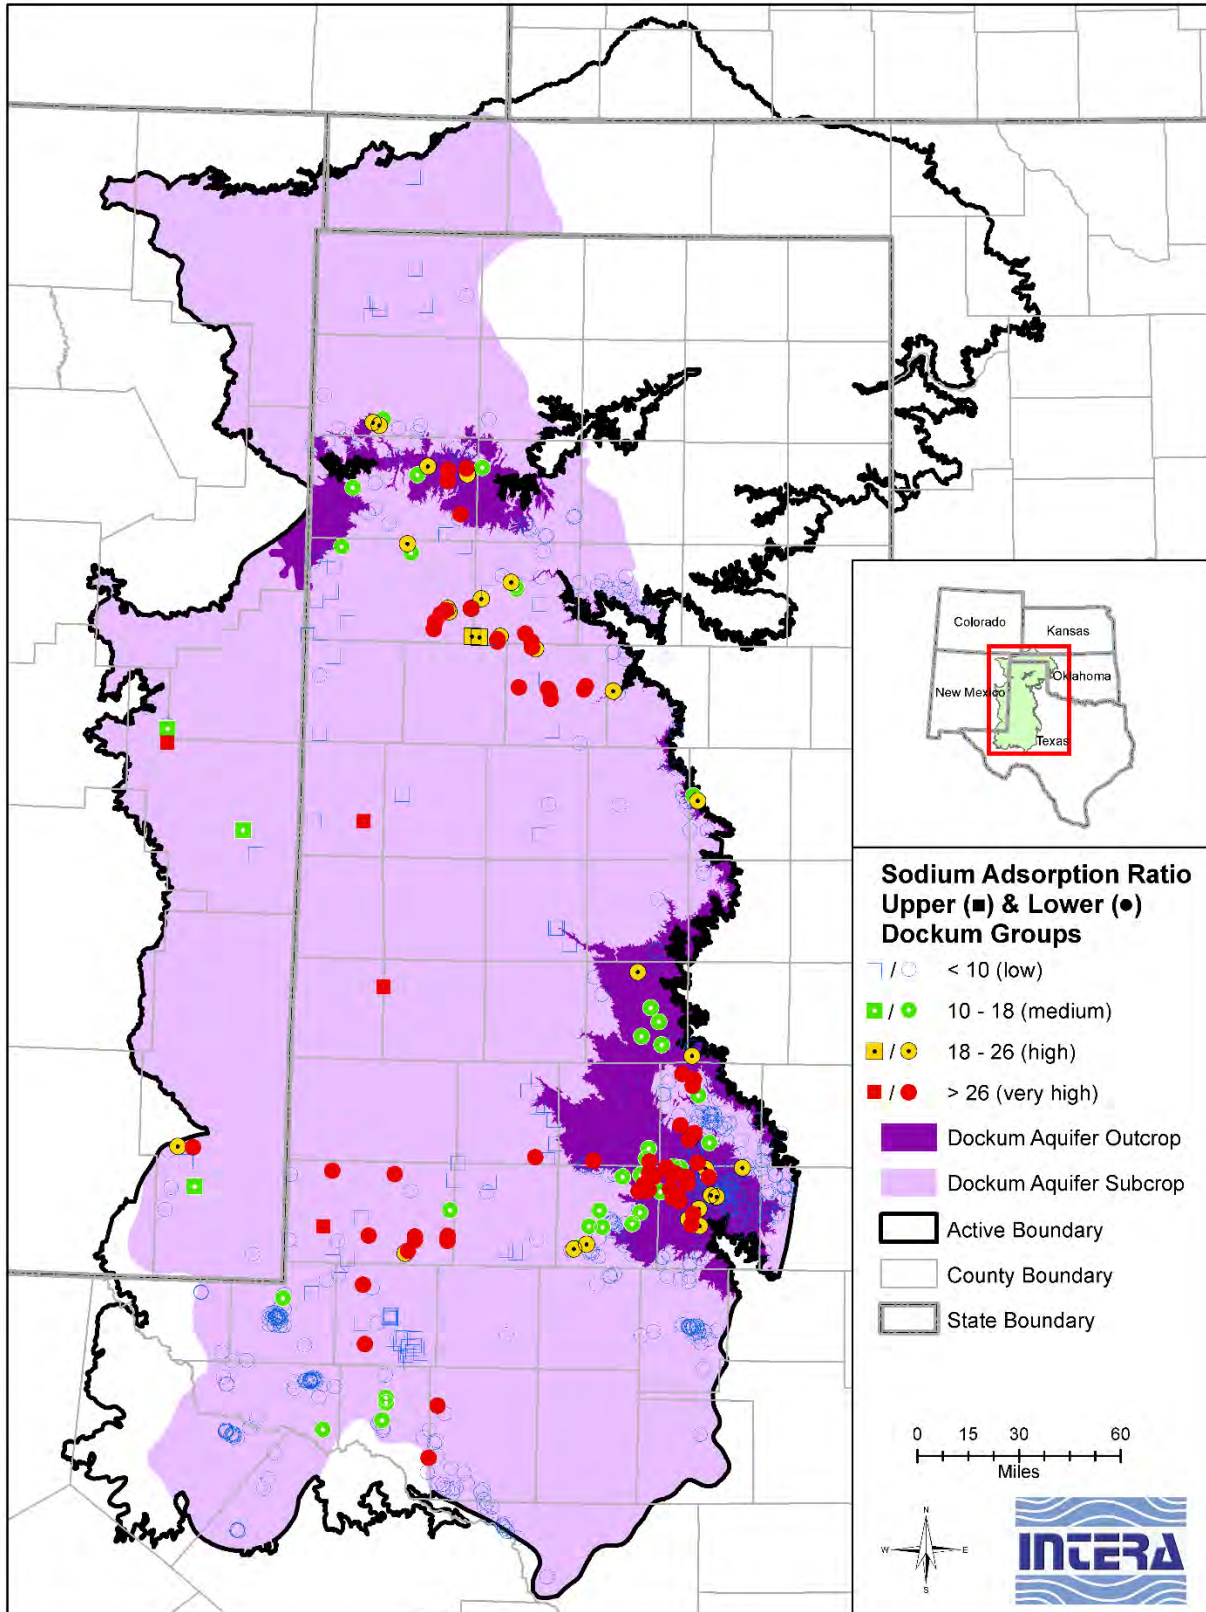 Colorado
Kansas
New Mexico
Oklahoma
Texas
Sodium Adsorption Ratio
Upper (■) & Lower (●)
Dockum Groups
/ < 10 (low)
/ 10 - 18 (medium)
/ 18 - 26 (high)
/ > 26 (very high)
Dockum Aquifer Outcrop
Dockum Aquifer Subcrop
Active Boundary
County Boundary
State Boundary
0 15 30 60
Miles
N
W E
S
INTERA